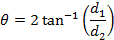 θ = 2 tan⁻¹ (d₁/d₂)